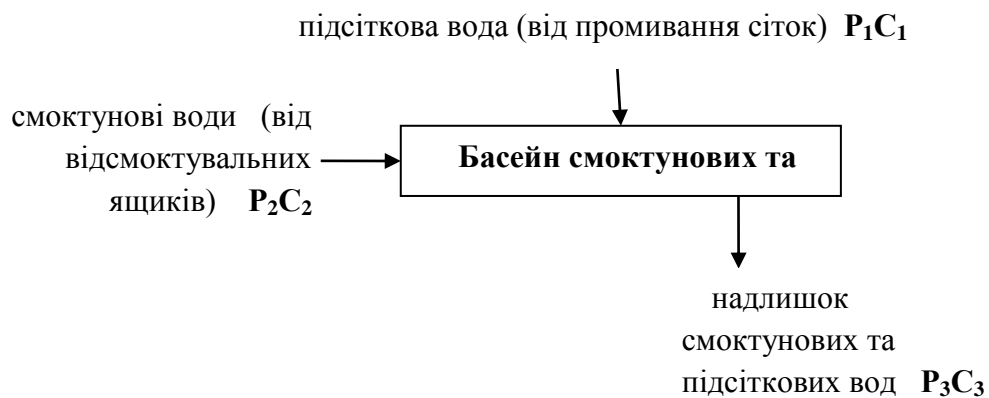 підсіткова вода (від промивання сіток) P₁C₁
смоктунові води (від
відсмоктувальних
ящиків) P₂C₂
Басейн смоктунових та
надлишок
смоктунових та
підсіткових вод P₃C₃